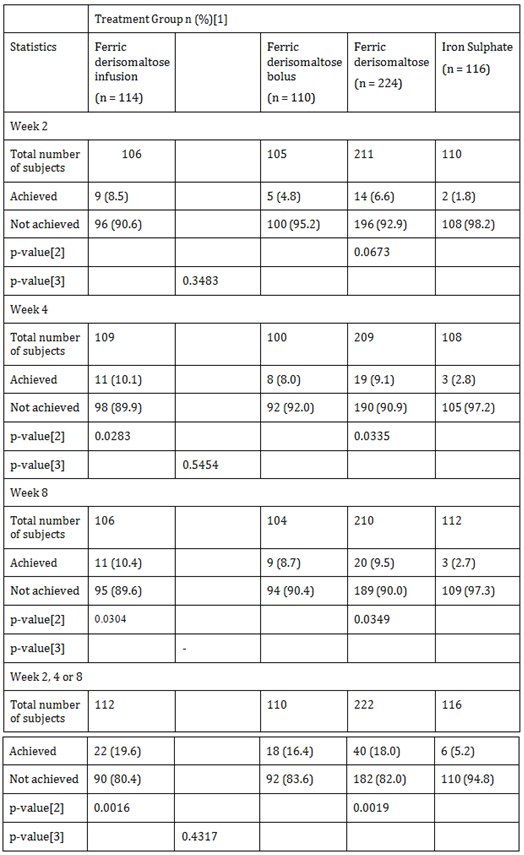 Treatment Group n (%)[1]
Statistics Ferric derisomaltose infusion (n = 114) Ferric derisomaltose bolus (n = 110) Ferric derisomaltose (n = 224) Iron Sulphate (n = 116)
Week 2
Total number of subjects 106 105 211 110
Achieved 9 (8.5) 5 (4.8) 14 (6.6) 2 (1.8)
Not achieved 96 (90.6) 100 (95.2) 196 (92.9) 108 (98.2)
p-value[2] 0.0673
p-value[3] 0.3483
Week 4
Total number of subjects 109 100 209 108
Achieved 11 (10.1) 8 (8.0) 19 (9.1) 3 (2.8)
Not achieved 98 (89.9) 92 (92.0) 190 (90.9) 105 (97.2)
p-value[2] 0.0283 0.0335
p-value[3] 0.5454
Week 8
Total number of subjects 106 104 210 112
Achieved 11 (10.4) 9 (8.7) 20 (9.5) 3 (2.7)
Not achieved 95 (89.6) 94 (90.4) 189 (90.0) 109 (97.3)
p-value[2] 0.0304 0.0349
p-value[3] -
Week 2, 4 or 8
Total number of subjects 112 110 222 116
Achieved 22 (19.6) 18 (16.4) 40 (18.0) 6 (5.2)
Not achieved 90 (80.4) 92 (83.6) 182 (82.0) 110 (94.8)
p-value[2] 0.0016 0.0019
p-value[3] 0.4317